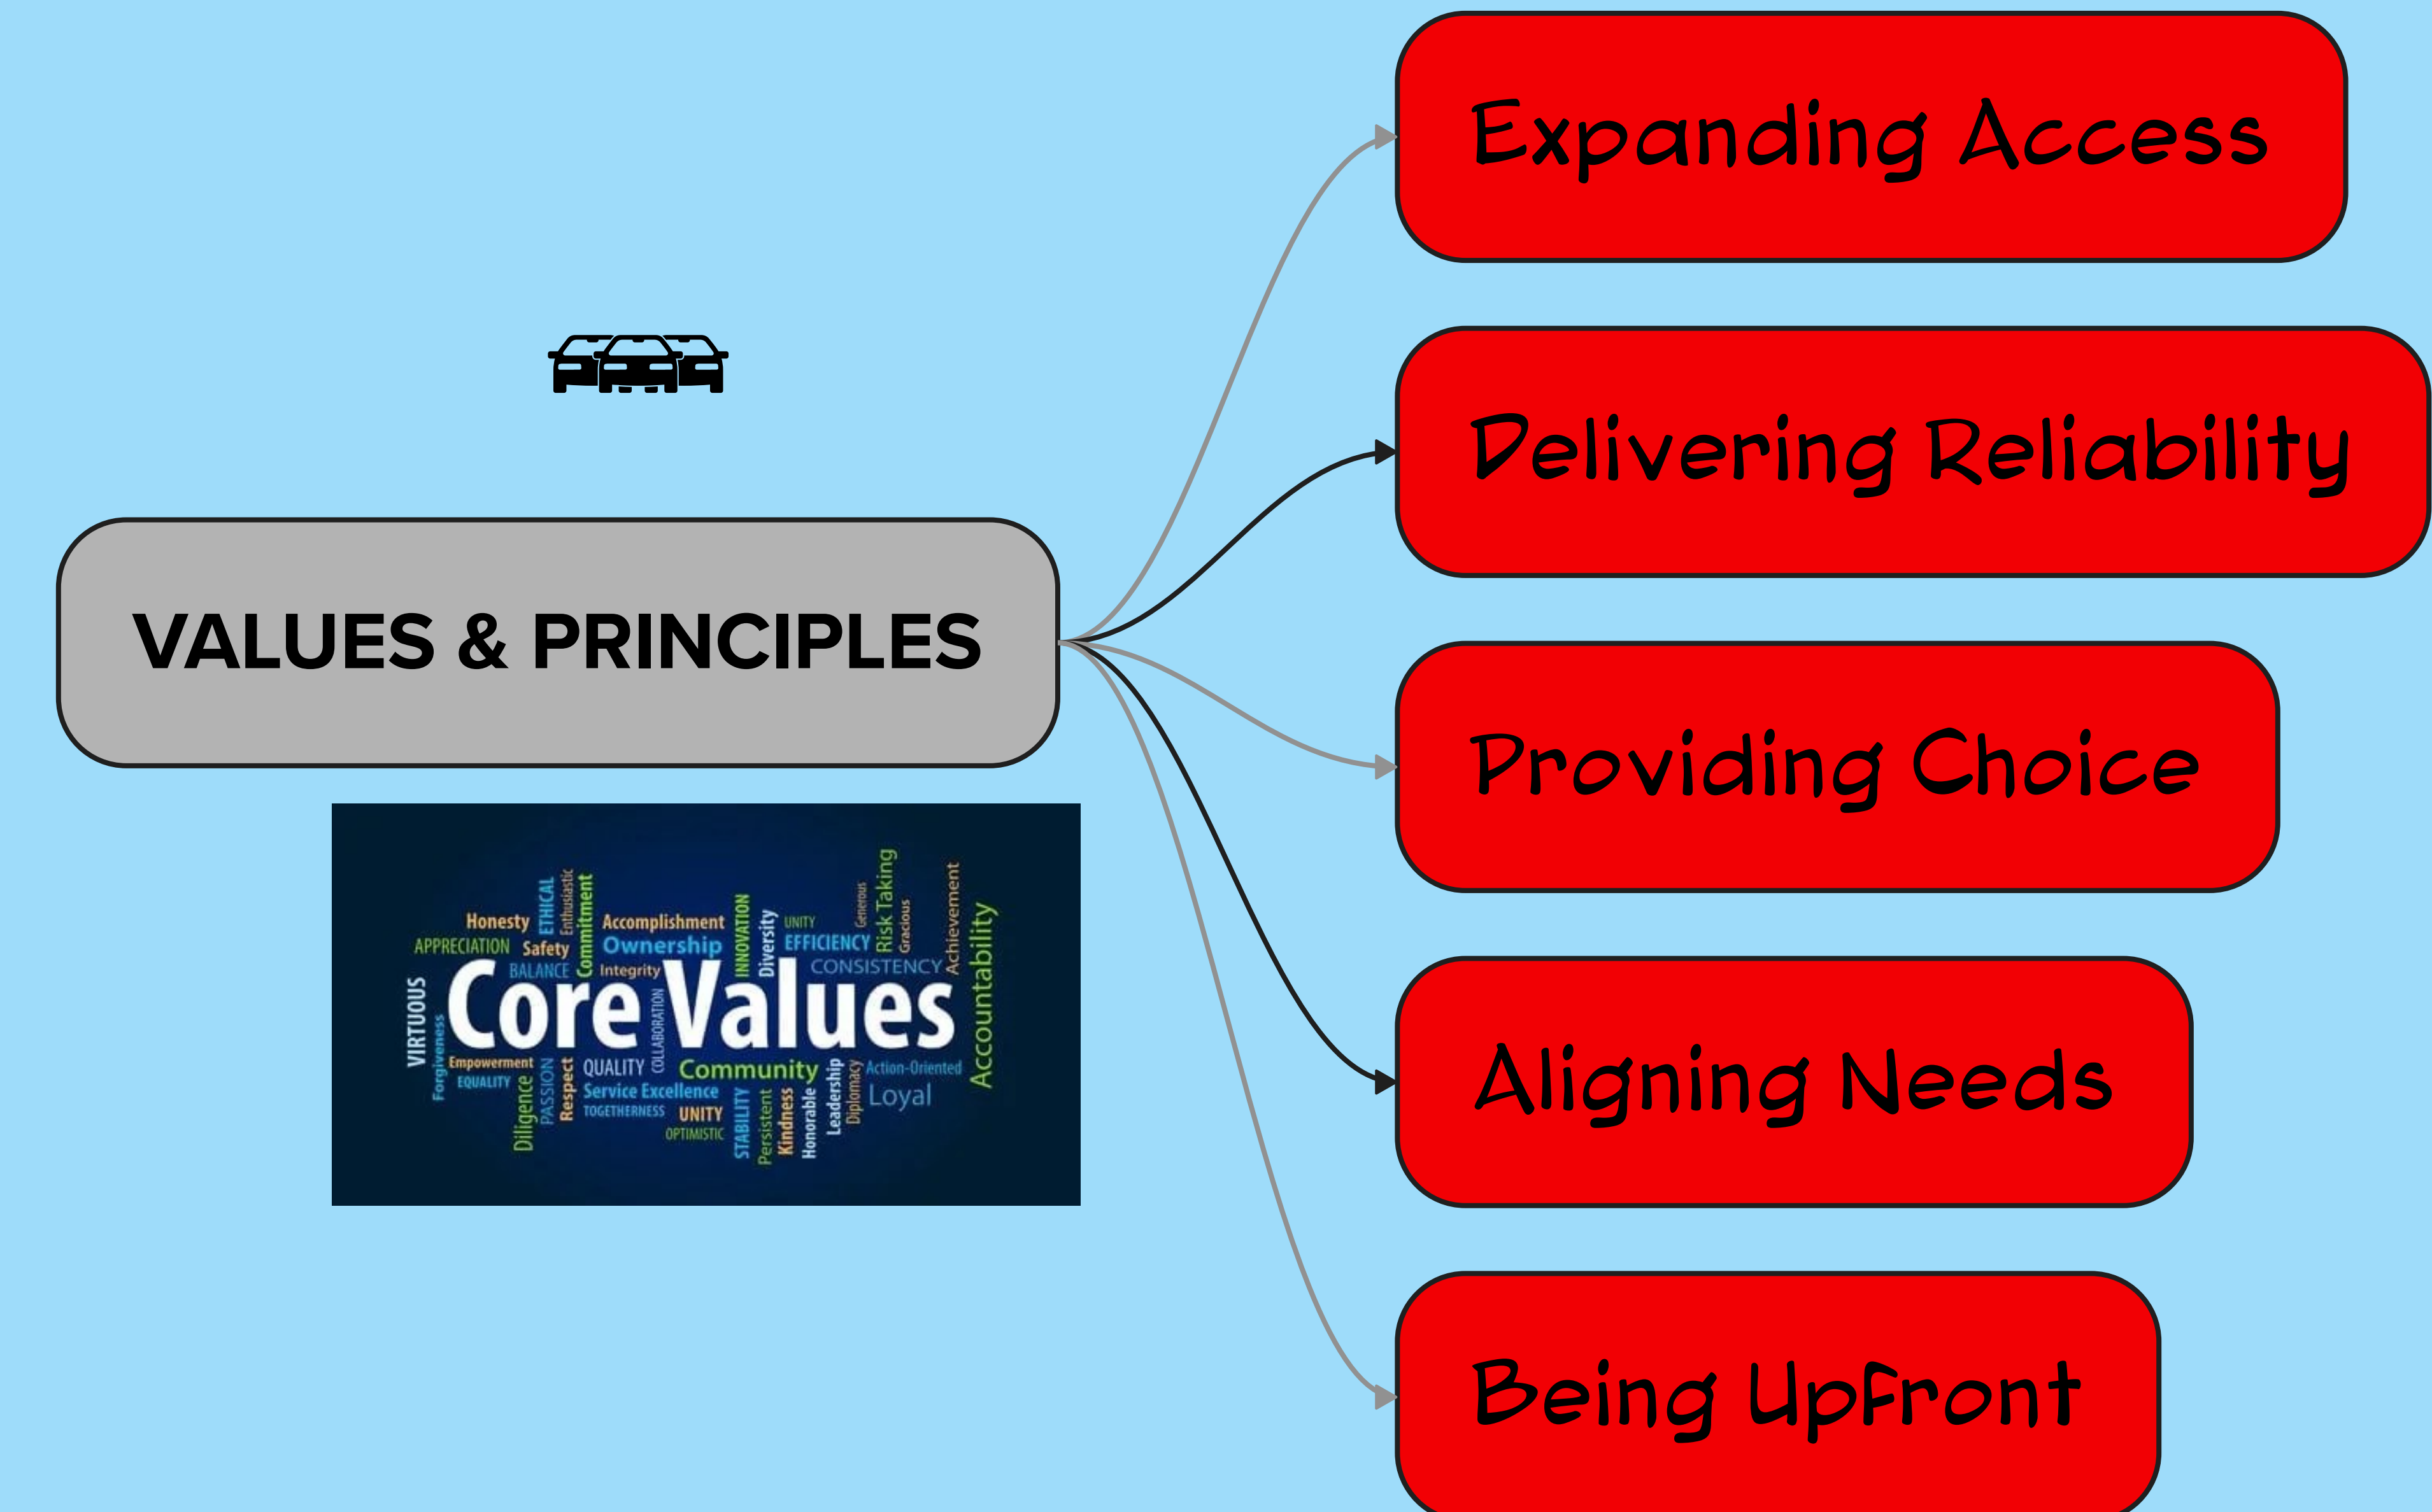 Expanding Access
Delivering Reliability
VALUES & PRINCIPLES
Providing Choice
Aligning Needs
Being Upfront
Core Values
Honesty
ETHICAL
Enthusiastic
Commitment
Accomplishment
INNOVATION
Diversity
UNITY
Generous
Risk Taking
Gracious
Achievement
APPRECIATION
Safety
Ownership
EFFICIENCY
BALANCE
Integrity
CONSISTENCY
Accountability
VIRTUOUS
Forgiveness
COLLABORATION
Empowerment
EQUALITY
Diligence
PASSION
Respect
QUALITY
Community
Action-Oriented
Service Excellence
TOGETHERNESS
UNITY
OPTIMISTIC
STABILITY
Persistent
Kindness
Honorable
Leadership
Diplomacy
Loyal